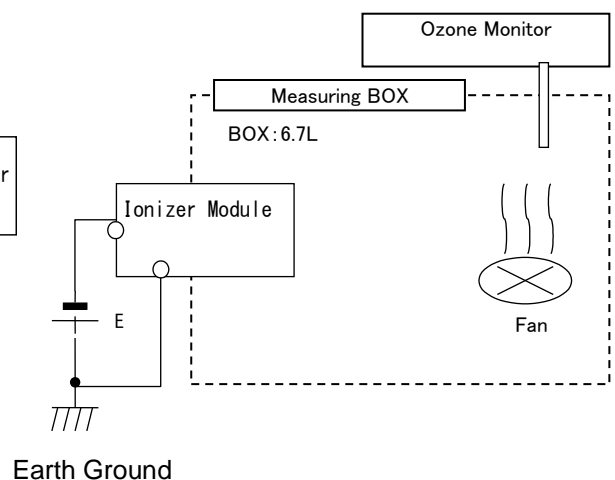 Ozone Monitor
Measuring BOX
BOX:6.7L
r
Ionizer Module
E
Fan
Earth Ground